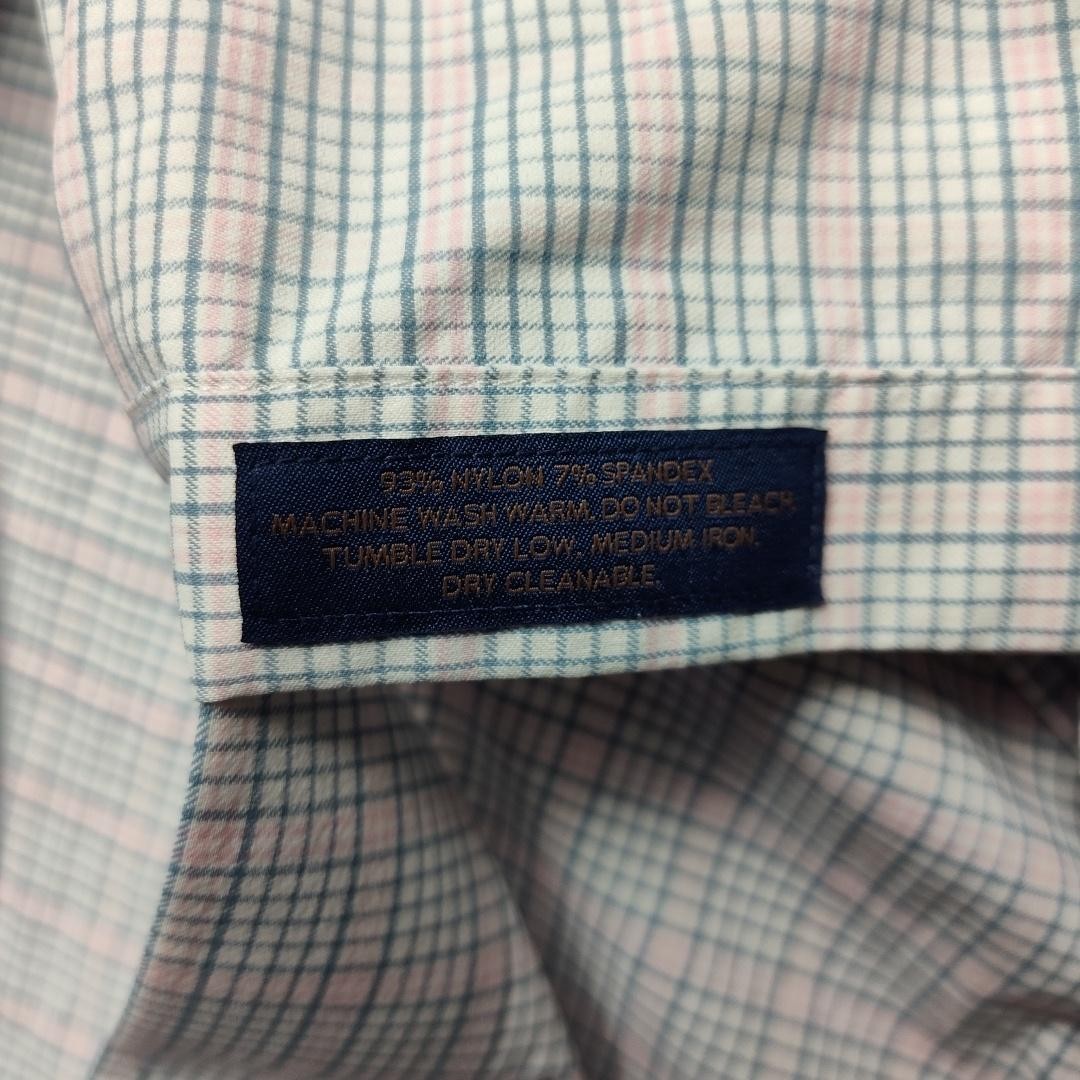 93% NYLON 7% SPANDEX
MACHINE WASH WARM. DO NOT BLEACH.
TUMBLE DRY LOW. MEDIUM IRON.
DRY CLEANABLE.